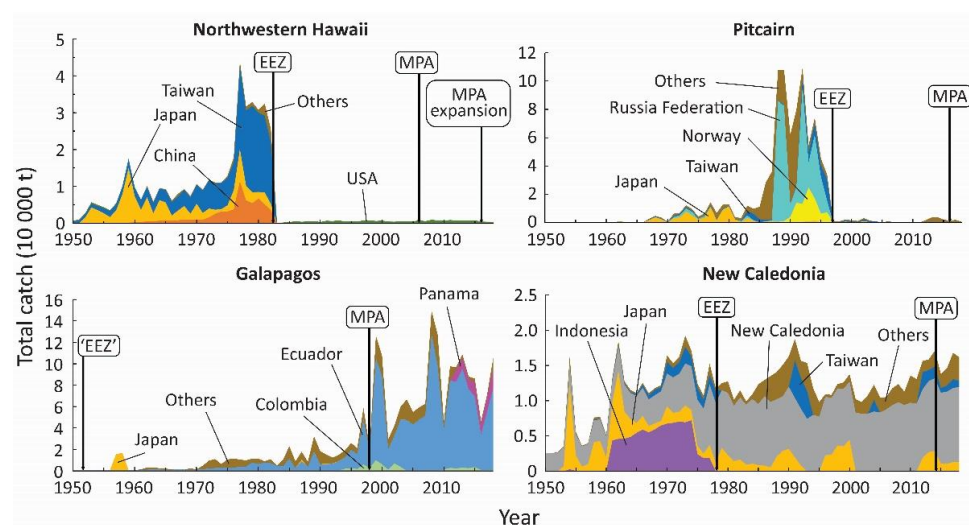 Northwestern Hawaii
5
4
3
2
1
0
EEZ
MPA
MPA
expansion
Taiwan
Japan
Others
China
USA
1950 1960 1970 1980 1990 2000 2010
Pitcairn
12
10
8
6
4
2
0
Others
Russia Federation
Norway
Taiwan
Japan
EEZ
MPA
1950 1960 1970 1980 1990 2000 2010
Total catch (10 000 t)
Galapagos
16
14
12
10
8
6
4
2
0
'EEZ'
MPA
Panama
Ecuador
Others
Colombia
Japan
1950 1960 1970 1980 1990 2000 2010
New Caledonia
2.5
2.0
1.5
1.0
0.5
0
EEZ
MPA
Indonesia
Japan
New Caledonia
Others
Taiwan
1950 1960 1970 1980 1990 2000 2010
Year